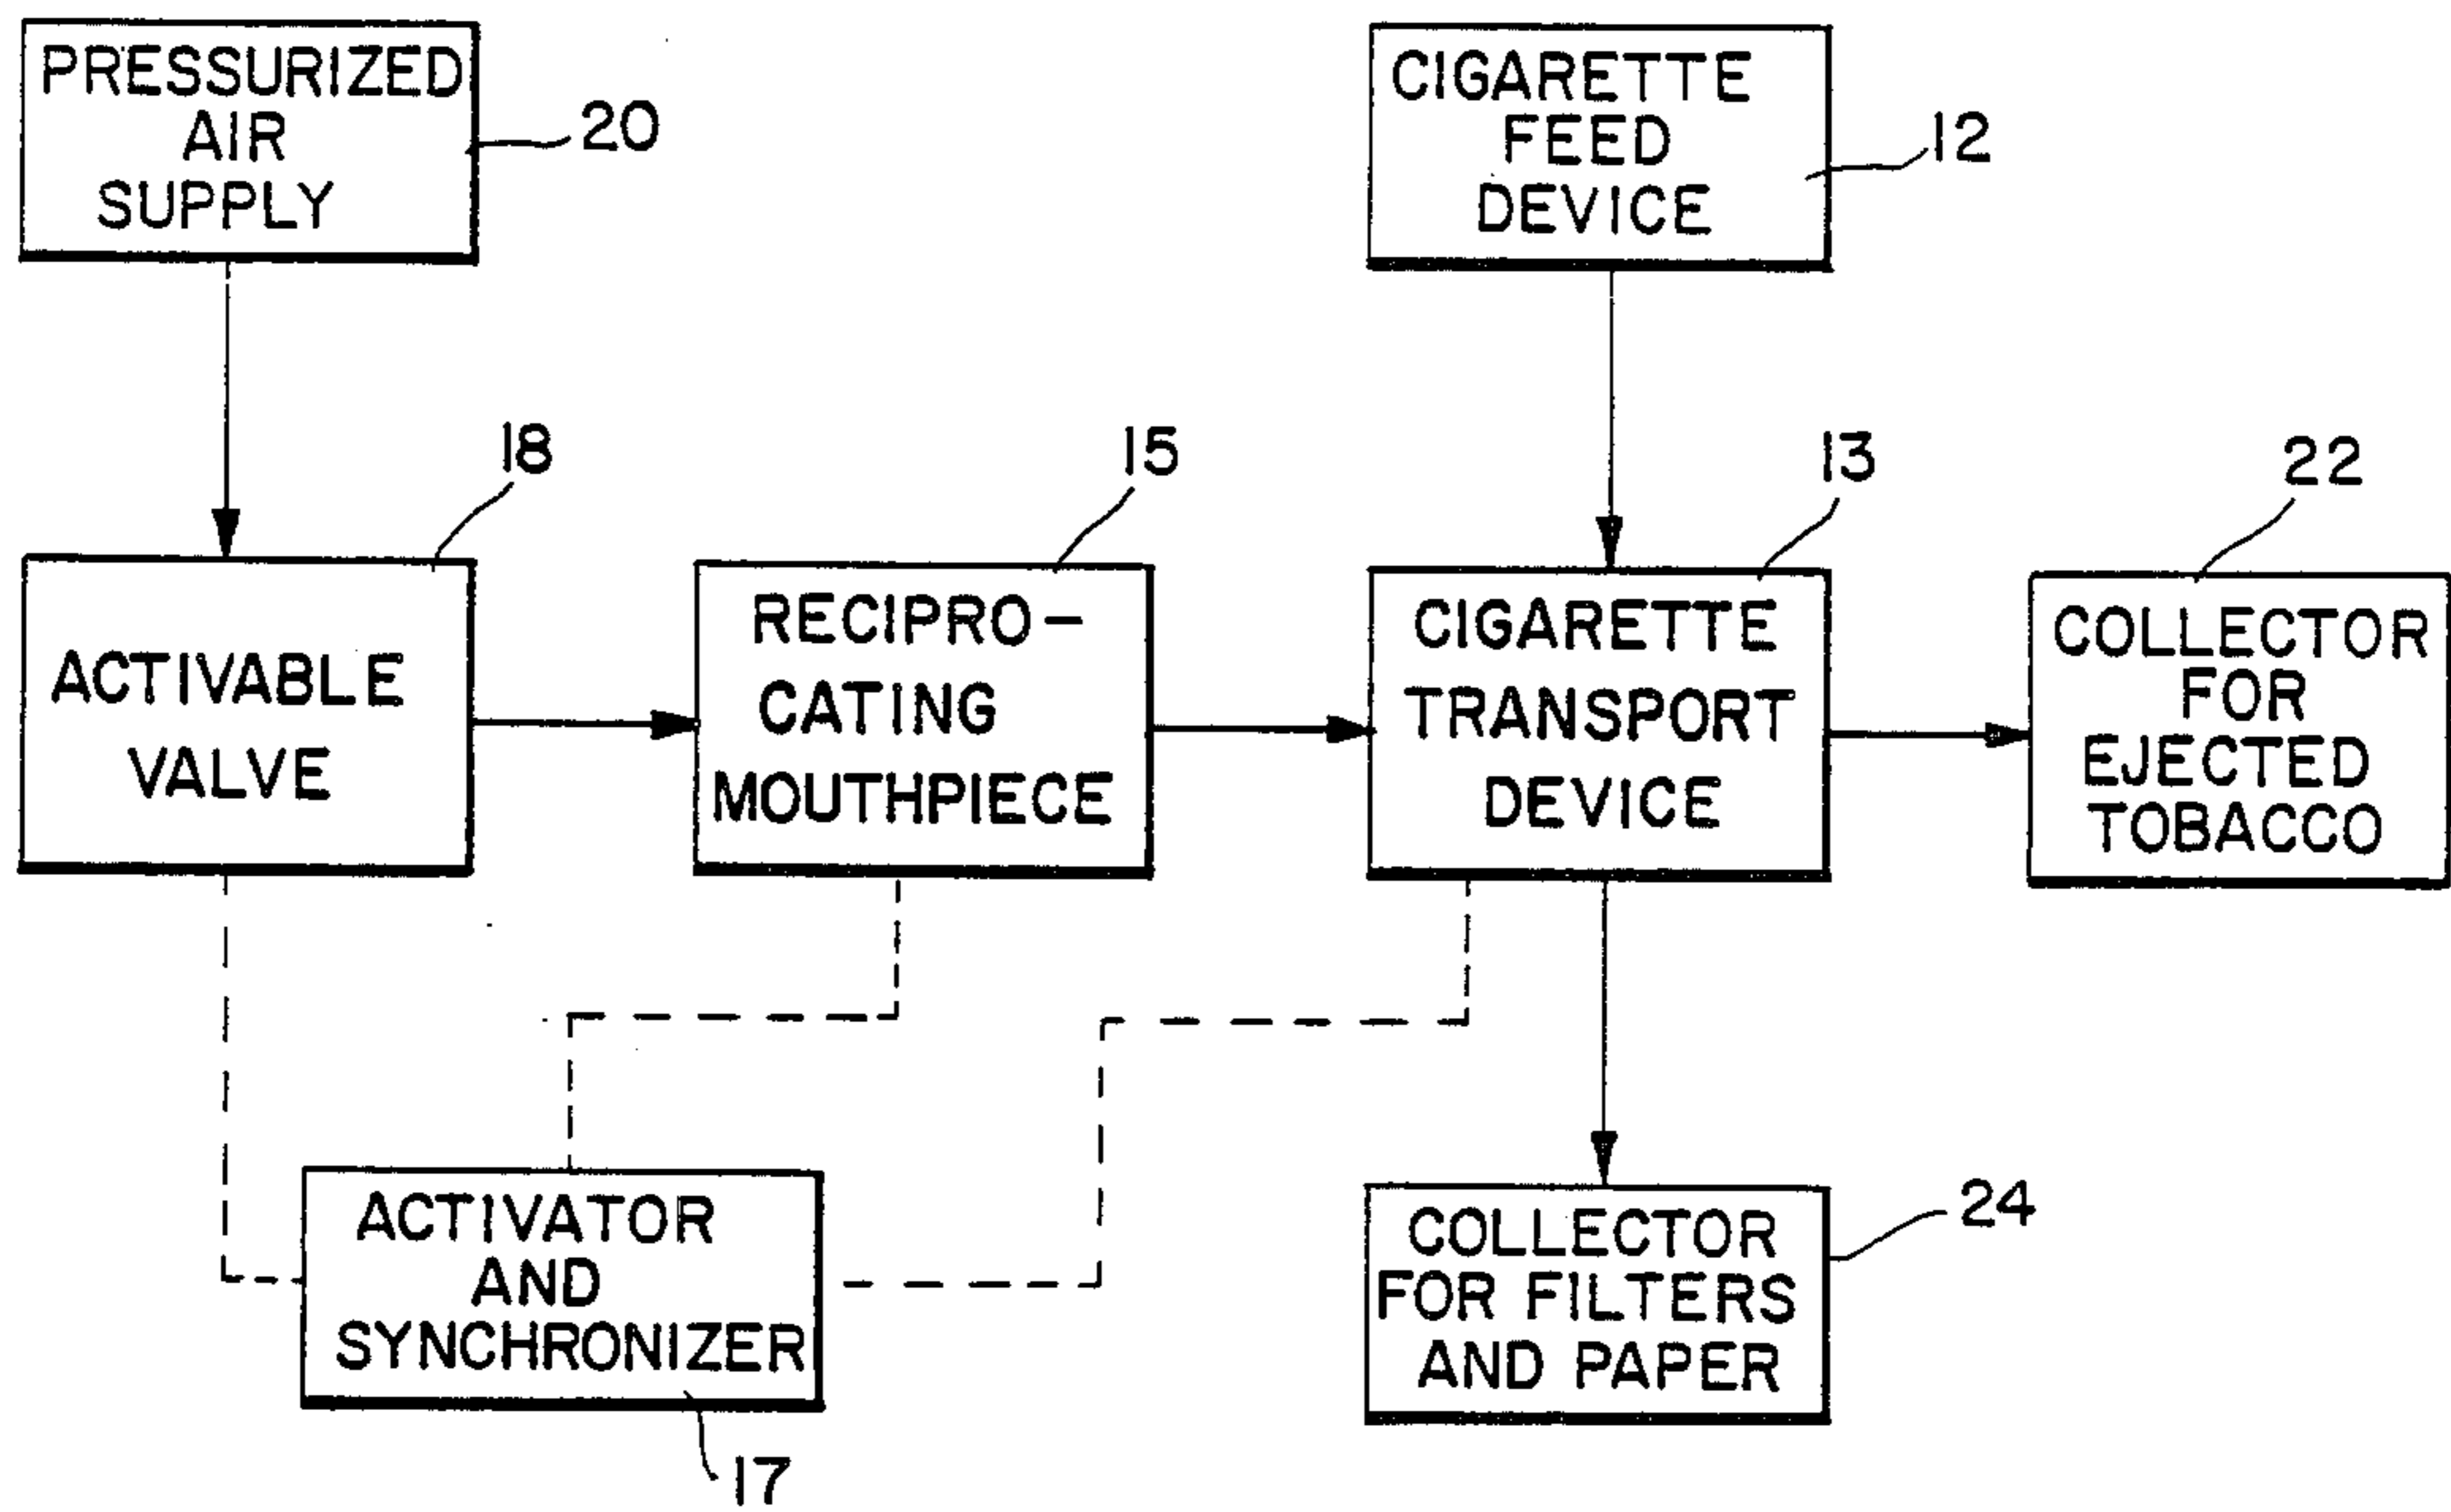 PRESSURIZED
AIR
SUPPLY
20
CIGARETTE
FEED
DEVICE
12
18
ACTIVABLE
VALVE
15
RECIPRO-
CATING
MOUTHPIECE
13
CIGARETTE
TRANSPORT
DEVICE
22
COLLECTOR
FOR
EJECTED
TOBACCO
ACTIVATOR
AND
SYNCHRONIZER
17
COLLECTOR
FOR FILTERS
AND PAPER
24